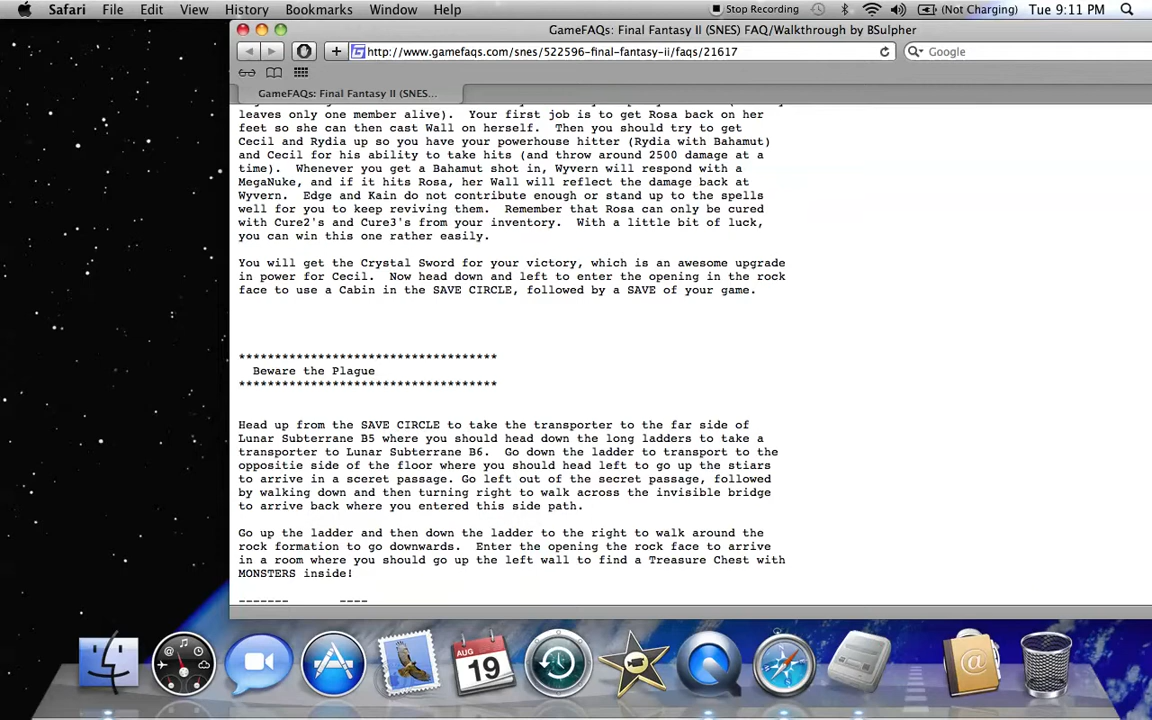 Safari File Edit View History Bookmarks Window Help Stop Recording (Not Charging) Tue 9:11 PM
GameFAQs: Final Fantasy II (SNES) FAQ/Walkthrough by BSulpher
http://www.gamefaqs.com/snes/522596-final-fantasy-ii/faqs/21617 Google
GameFAQs: Final Fantasy II (SNES...
leaves only one member alive). Your first job is to get Rosa back on her
feet so she can then cast Wall on herself. Then you should try to get
Cecil and Rydia up so you have your powerhouse hitter (Rydia with Bahamut)
and Cecil for his ability to take hits (and throw around 2500 damage at a
time). Whenever you get a Bahamut shot in, Wyvern will respond with a
MegaNuke, and if it hits Rosa, her Wall will reflect the damage back at
Wyvern. Edge and Kain do not contribute enough or stand up to the spells
well for you to keep reviving them. Remember that Rosa can only be cured
with Cure2's and Cure3's from your inventory. With a little bit of luck,
you can win this one rather easily.
You will get the Crystal Sword for your victory, which is an awesome upgrade
in power for Cecil. Now head down and left to enter the opening in the rock
face to use a Cabin in the SAVE CIRCLE, followed by a SAVE of your game.
************************************
Beware the Plague
************************************
Head up from the SAVE CIRCLE to take the transporter to the far side of
Lunar Subterrane B5 where you should head down the long ladders to take a
transporter to Lunar Subterrane B6. Go down the ladder to transport to the
oppositie side of the floor where you should head left to go up the stiars
to arrive in a sceret passage. Go left out of the secret passage, followed
by walking down and then turning right to walk across the invisible bridge
to arrive back where you entered this side path.
Go up the ladder and then down the ladder to the right to walk around the
rock formation to go downwards. Enter the opening the rock face to arrive
in a room where you should go up the left wall to find a Treasure Chest with
MONSTERS inside!
------- ----
AUG
19